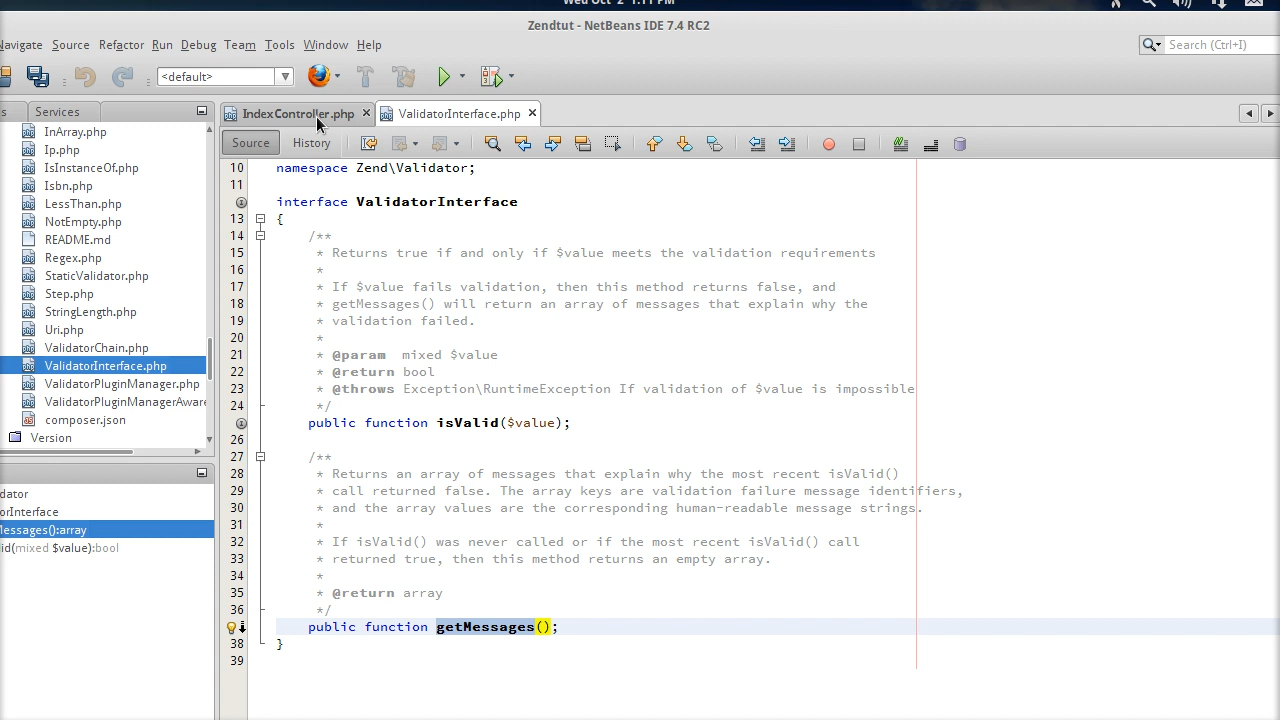 Wed Oct 2 1:11 PM
Zendtut - NetBeans IDE 7.4 RC2
Navigate Source Refactor Run Debug Team Tools Window Help
Search (Ctrl+I)
<default>
s Services
IndexController.php ValidatorInterface.php
Source History
InArray.php
Ip.php
IsInstanceOf.php
Isbn.php
LessThan.php
NotEmpty.php
README.md
Regex.php
StaticValidator.php
Step.php
StringLength.php
Uri.php
ValidatorChain.php
ValidatorInterface.php
ValidatorPluginManager.php
ValidatorPluginManagerAware
composer.json
Version
dator
orInterface
Messages():array
id(mixed $value):bool
10 namespace Zend\Validator;
11
interface ValidatorInterface
13 {
14 /**
15 * Returns true if and only if $value meets the validation requirements
16 *
17 * If $value fails validation, then this method returns false, and
18 * getMessages() will return an array of messages that explain why the
19 * validation failed.
20 *
21 * @param mixed $value
22 * @return bool
23 * @throws Exception\RuntimeException If validation of $value is impossible
24 */
public function isValid($value);
26
27 /**
28 * Returns an array of messages that explain why the most recent isValid()
29 * call returned false. The array keys are validation failure message identifiers,
30 * and the array values are the corresponding human-readable message strings.
31 *
32 * If isValid() was never called or if the most recent isValid() call
33 * returned true, then this method returns an empty array.
34 *
35 * @return array
36 */
public function getMessages();
38 }
39